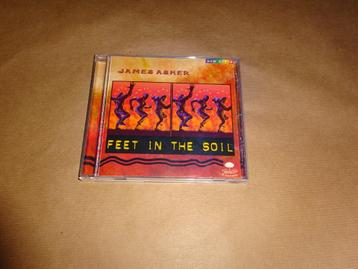 JAMES ASHER
FEET IN THE SOIL